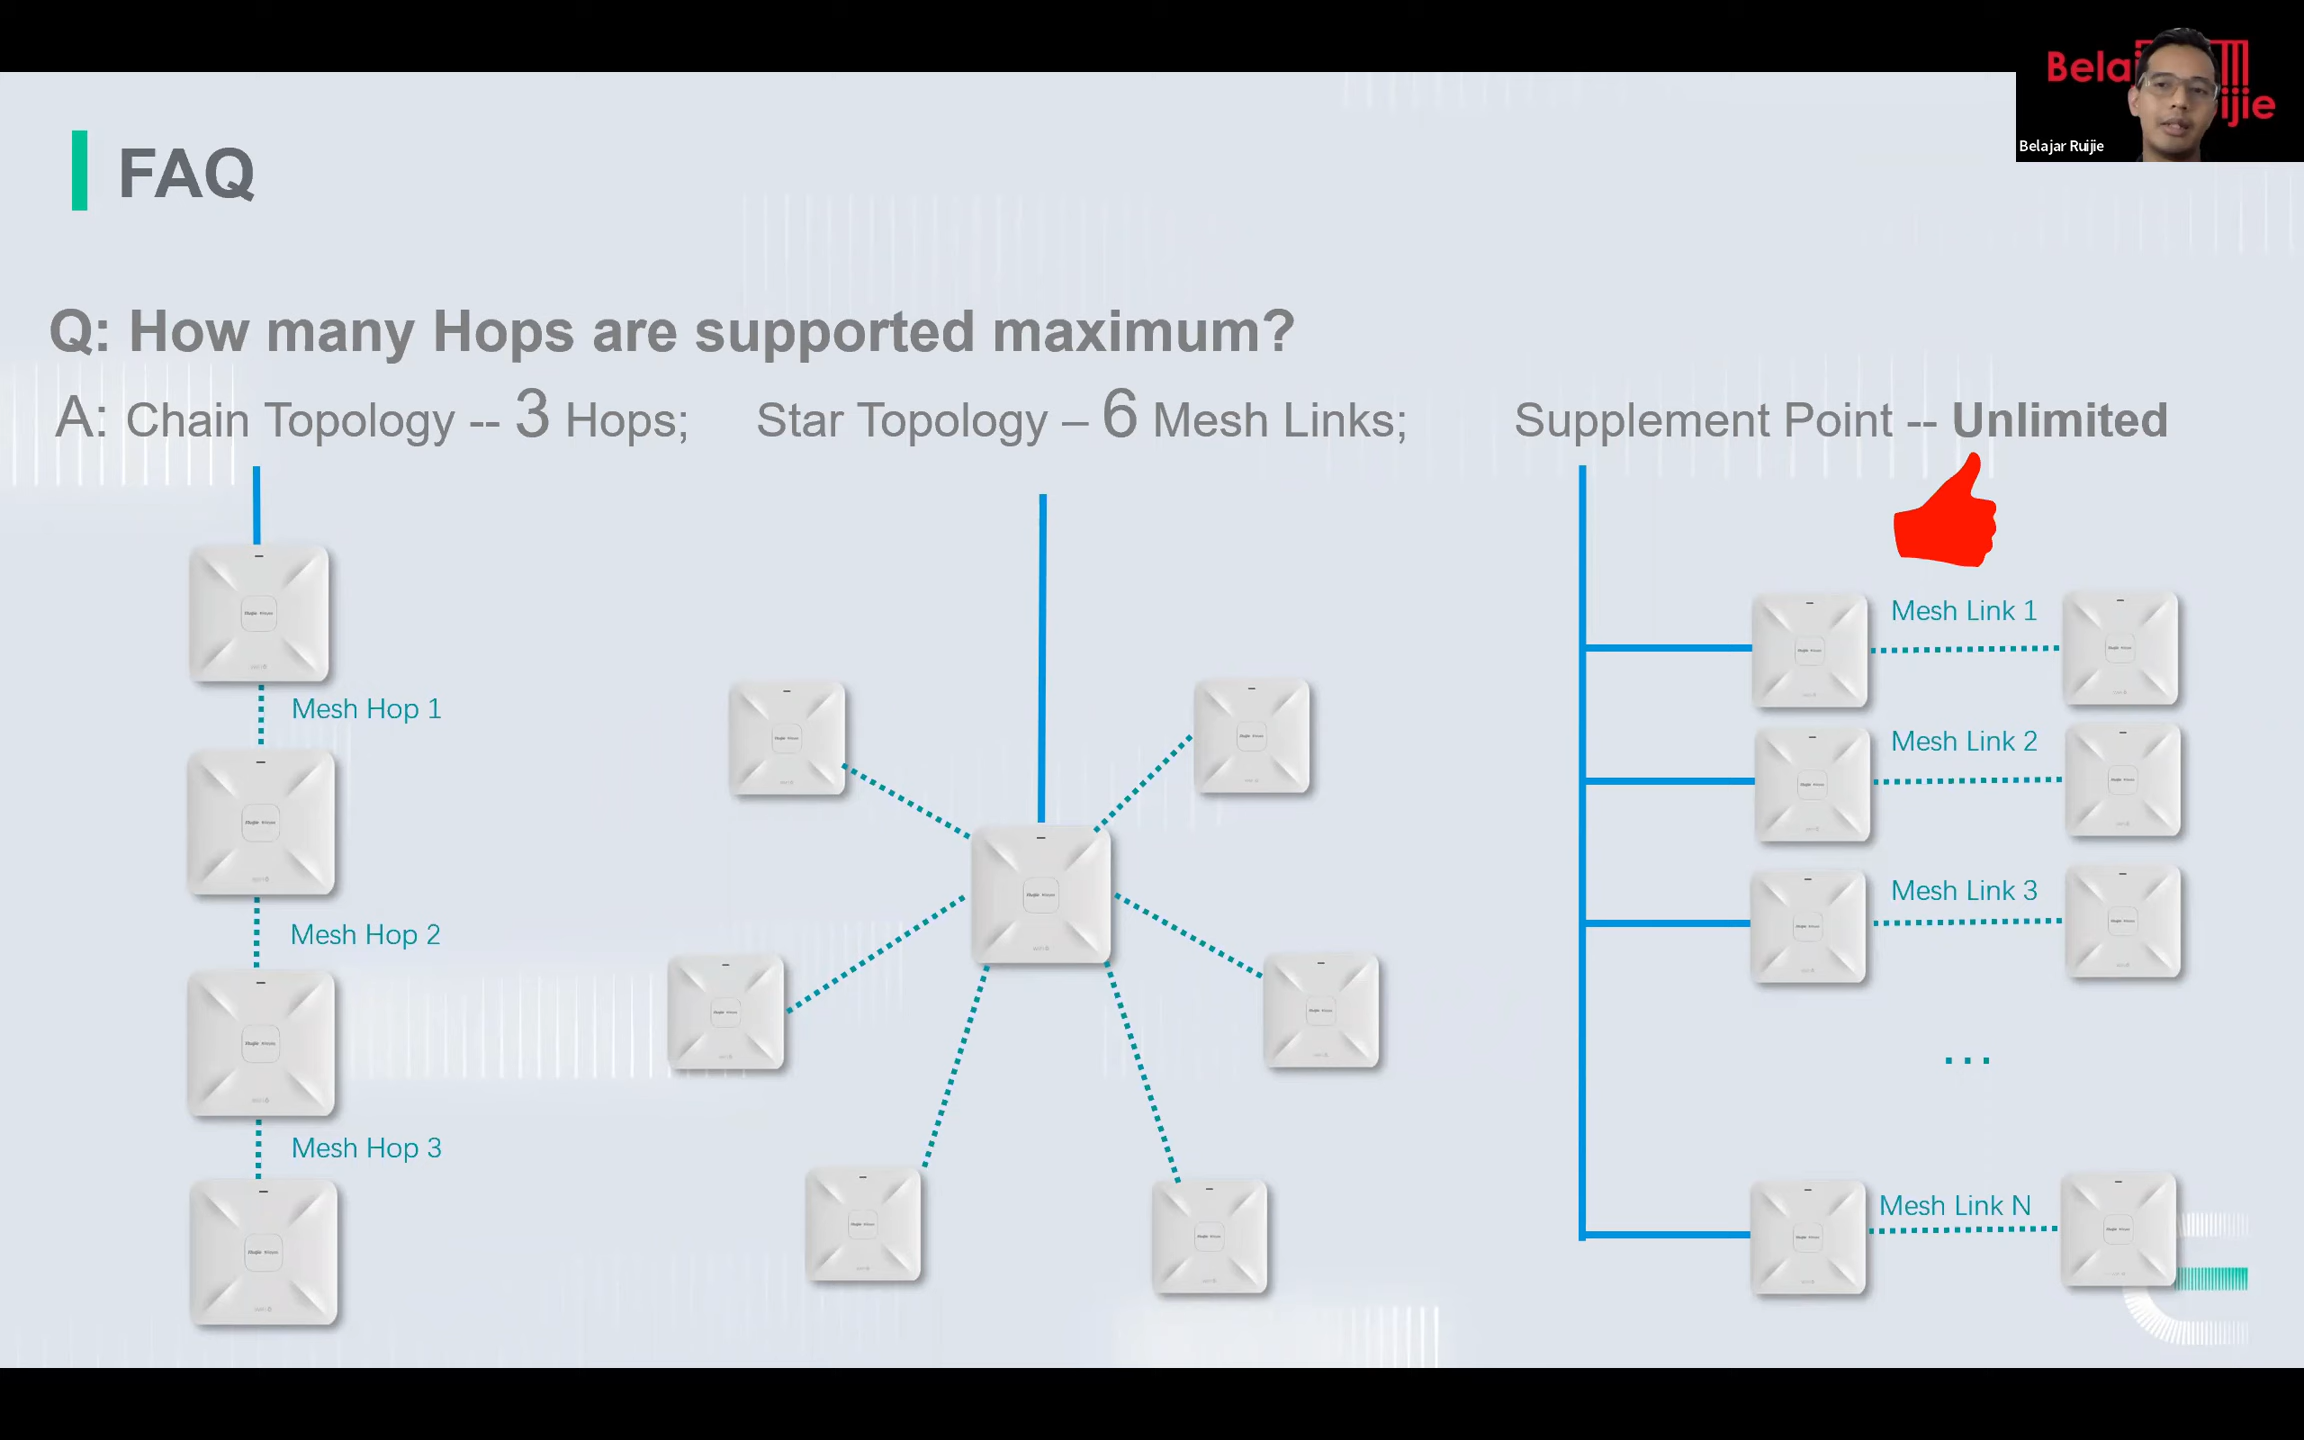 Belajar Ruijie
FAQ
Q: How many Hops are supported maximum?
A: Chain Topology -- 3 Hops; Star Topology – 6 Mesh Links; Supplement Point -- Unlimited
Mesh Hop 1
Mesh Hop 2
Mesh Hop 3
Mesh Link 1
Mesh Link 2
Mesh Link 3
...
Mesh Link N